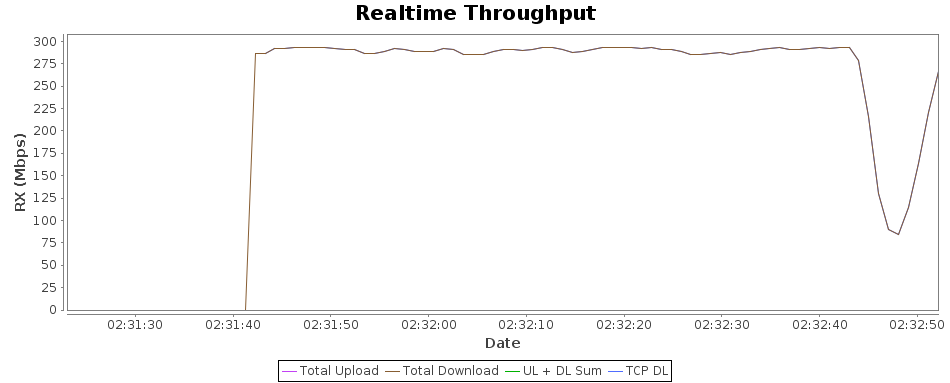 Realtime Throughput
RX (Mbps)
300
275
250
225
200
175
150
125
100
75
50
25
0
02:31:30 02:31:40 02:31:50 02:32:00 02:32:10 02:32:20 02:32:30 02:32:40 02:32:50
Date
Total Upload Total Download UL + DL Sum TCP DL